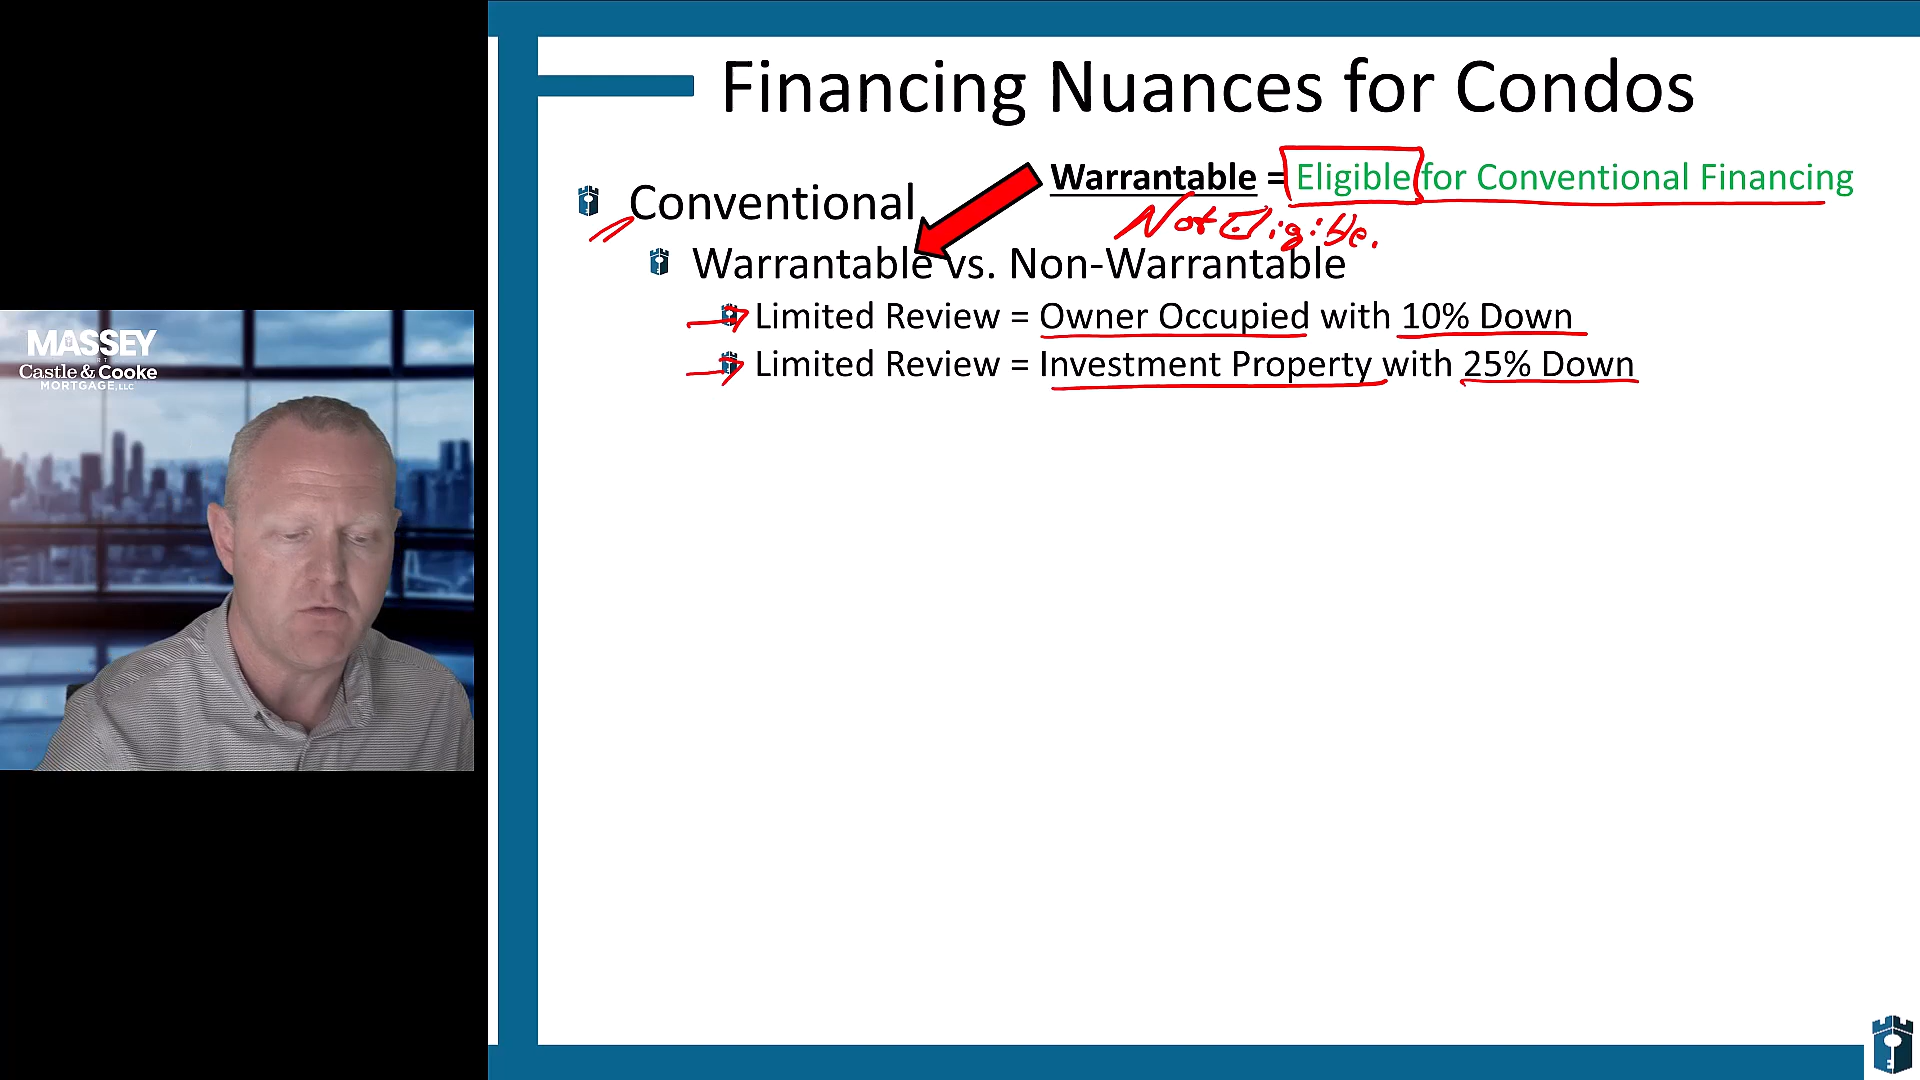 Financing Nuances for Condos
Warrantable = Eligible for Conventional Financing
Not Eligible.
Conventional
Warrantable vs. Non-Warrantable
Limited Review = Owner Occupied with 10% Down
Limited Review = Investment Property with 25% Down
MASSEY
AT
Castle & Cooke
MORTGAGE, LLC